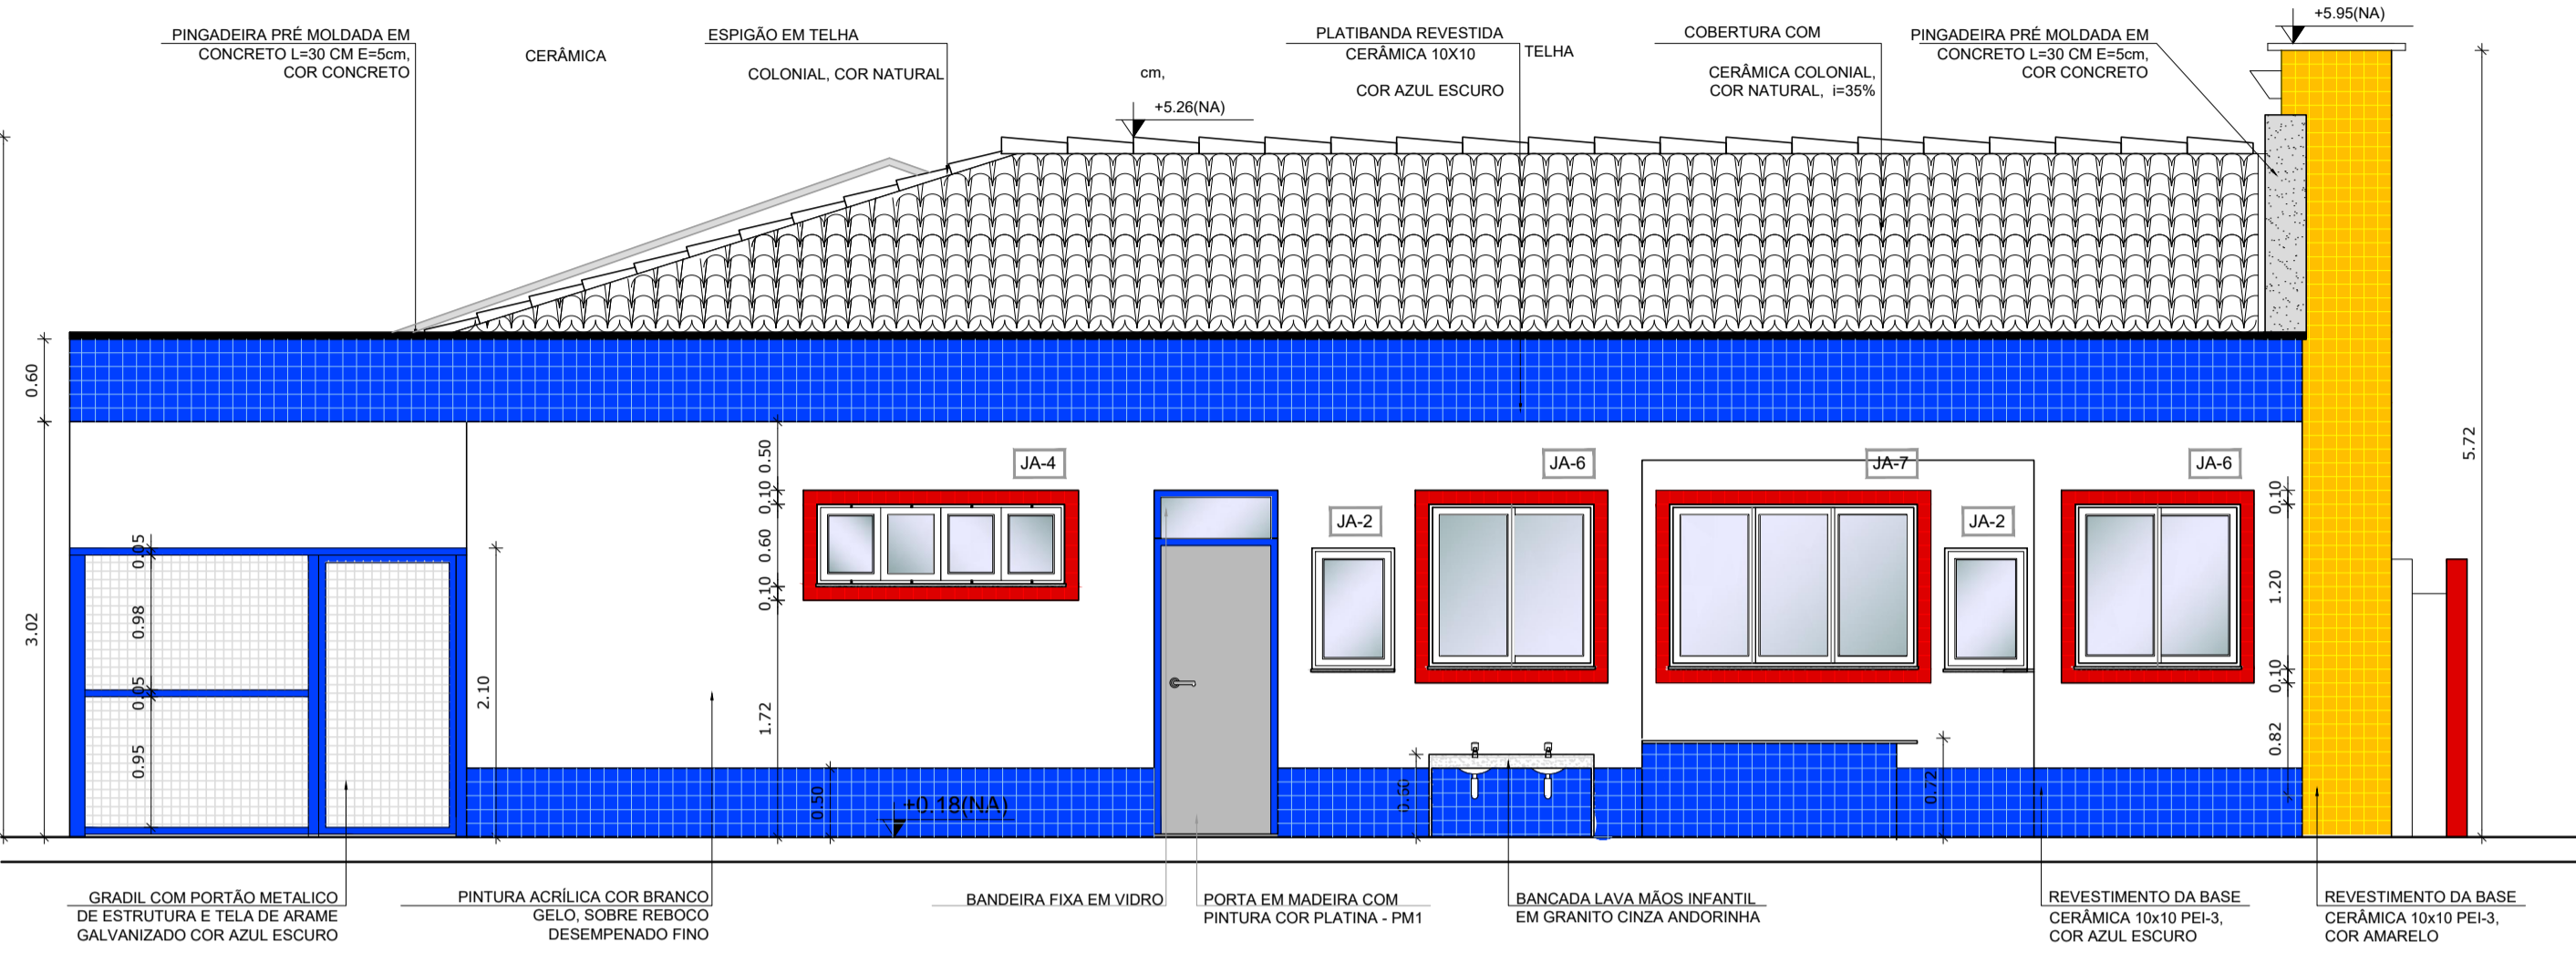 +5.95(NA)
PINGADEIRA PRÉ MOLDADA EM
CONCRETO L=30 CM E=5cm,
COR CONCRETO
CERÂMICA
ESPIGÃO EM TELHA
COLONIAL, COR NATURAL
cm,
+5.26(NA)
PLATIBANDA REVESTIDA
CERÂMICA 10X10
COR AZUL ESCURO
TELHA
COBERTURA COM
CERÂMICA COLONIAL,
COR NATURAL, i=35%
PINGADEIRA PRÉ MOLDADA EM
CONCRETO L=30 CM E=5cm,
COR CONCRETO
0.60
3.02
0.05
0.98
0.05
0.95
2.10
0.50
0.10
0.60
0.10
1.72
0.50
+0.18(NA)
JA-4
JA-2
JA-6
JA-7
JA-2
JA-6
0.60
0.72
0.10
1.20
0.10
0.82
5.72
GRADIL COM PORTÃO METALICO
DE ESTRUTURA E TELA DE ARAME
GALVANIZADO COR AZUL ESCURO
PINTURA ACRÍLICA COR BRANCO
GELO, SOBRE REBOCO
DESEMPENADO FINO
BANDEIRA FIXA EM VIDRO
PORTA EM MADEIRA COM
PINTURA COR PLATINA - PM1
BANCADA LAVA MÃOS INFANTIL
EM GRANITO CINZA ANDORINHA
REVESTIMENTO DA BASE
CERÂMICA 10x10 PEI-3,
COR AZUL ESCURO
REVESTIMENTO DA BASE
CERÂMICA 10x10 PEI-3,
COR AMARELO